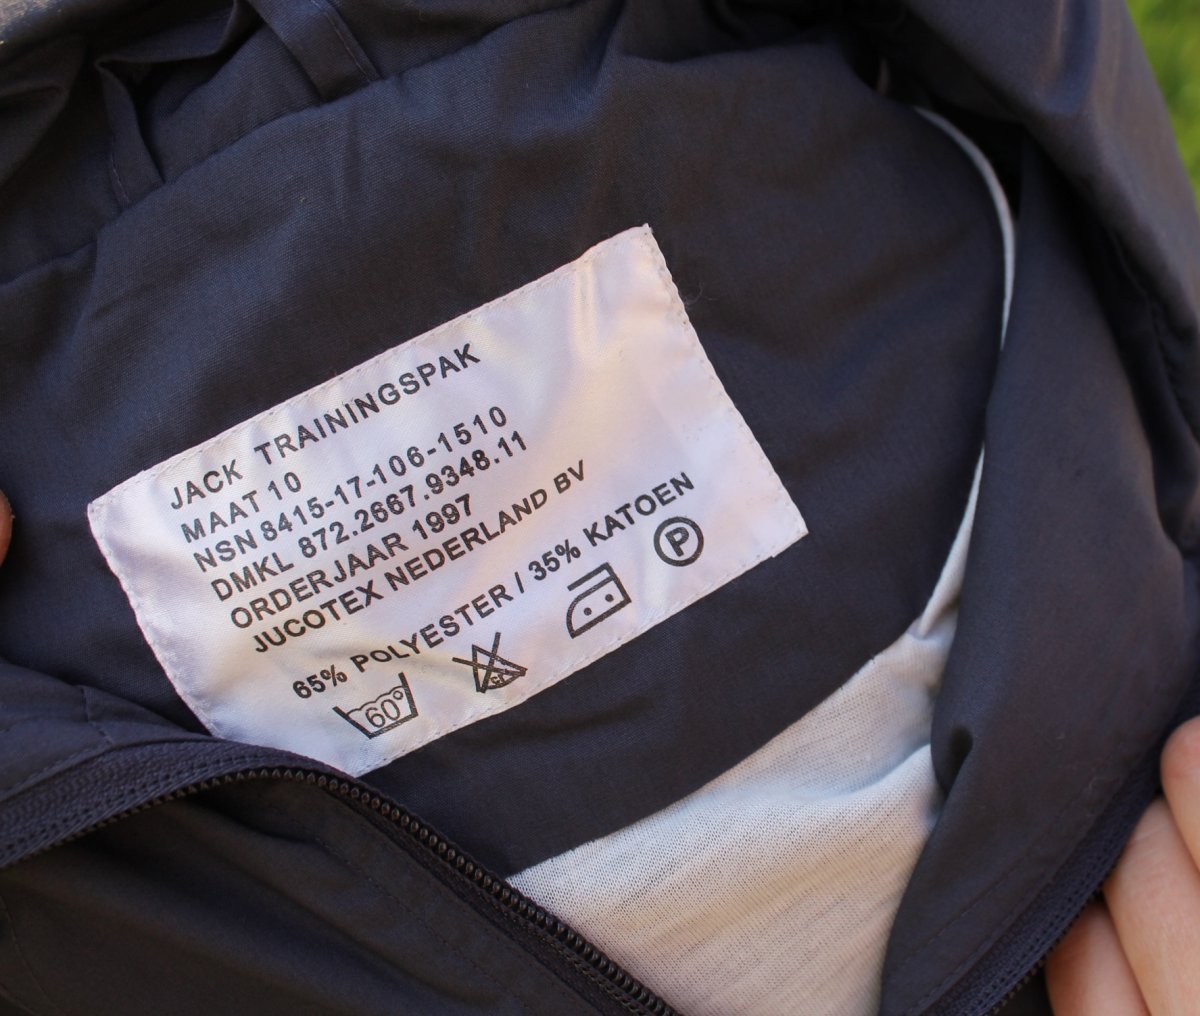 JACK TRAININGSPAK
MAAT 10
NSN 8415-17-106-1510
DMKL 872.2667.9348.11
ORDERJAAR 1997
JUCOTEX NEDERLAND BV
65% POLYESTER / 35% KATOEN
60° cl P